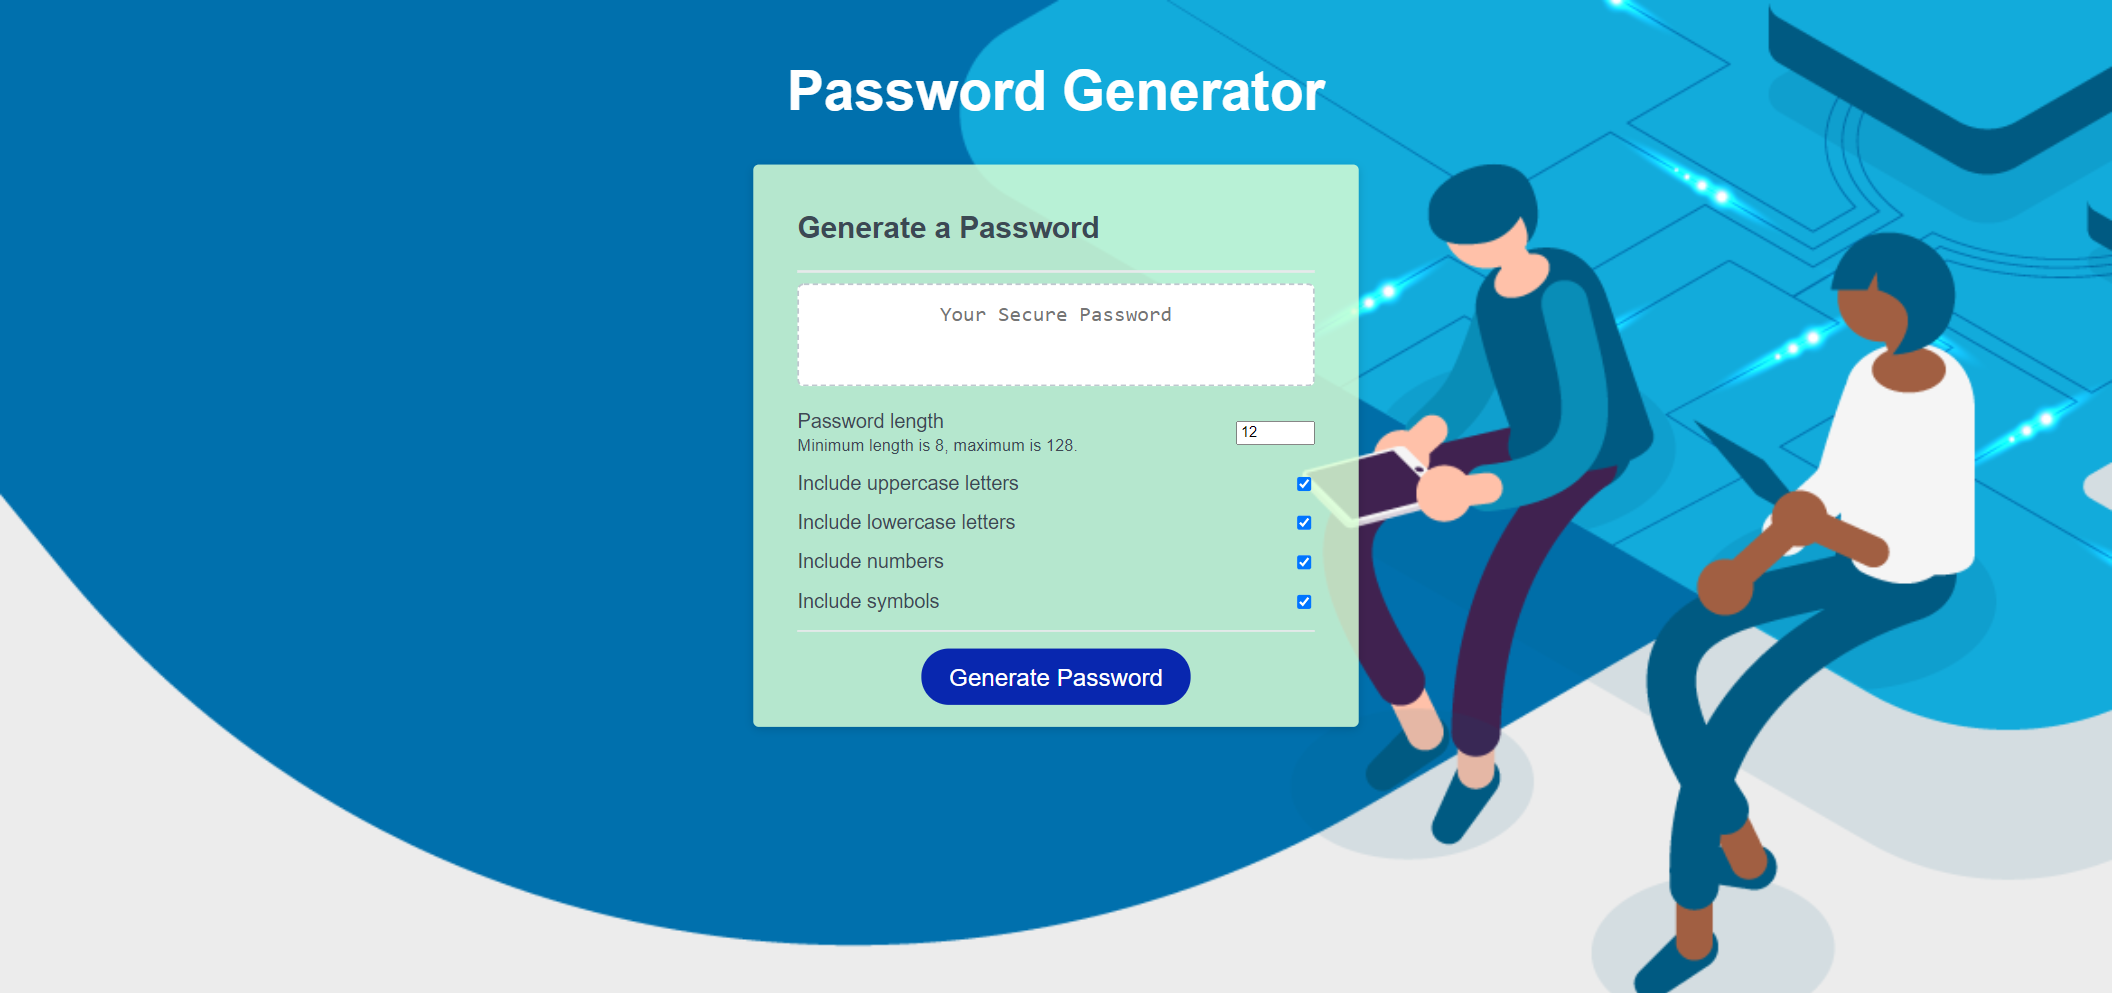 Password Generator
Generate a Password
Your Secure Password
Password length
12
Minimum length is 8, maximum is 128.
Include uppercase letters
Include lowercase letters
Include numbers
Include symbols
Generate Password